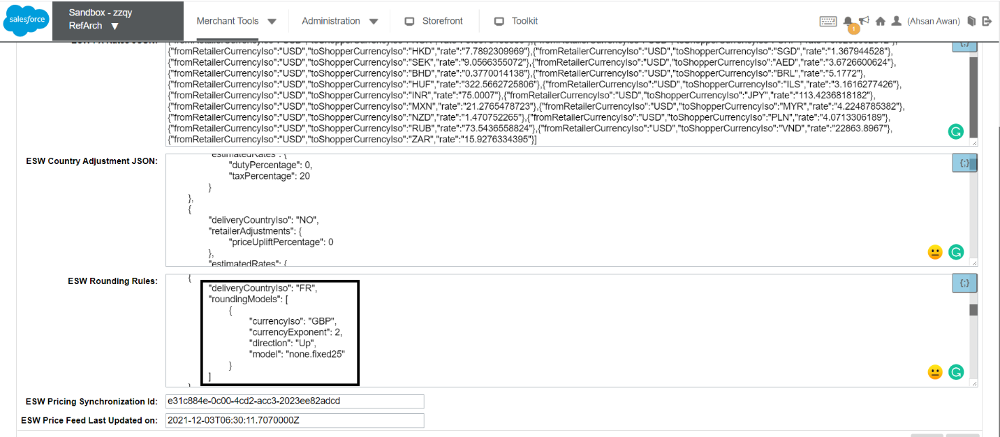 salesforce
Sandbox - zzqy
RefArch
Merchant Tools
Administration
Storefront
Toolkit
1
(Ahsan Awan)
{"fromRetailerCurrencyIso":"USD","toShopperCurrencyIso":"HKD","rate":"7.7892309969"},{"fromRetailerCurrencyIso":"USD","toShopperCurrencyIso":"SGD","rate":"1.367944528"},
{"fromRetailerCurrencyIso":"USD","toShopperCurrencyIso":"SEK","rate":"9.0566355072"},{"fromRetailerCurrencyIso":"USD","toShopperCurrencyIso":"AED","rate":"3.6726600624"},
{"fromRetailerCurrencyIso":"USD","toShopperCurrencyIso":"BHD","rate":"0.3770014138"},{"fromRetailerCurrencyIso":"USD","toShopperCurrencyIso":"BRL","rate":"5.1772"},
{"fromRetailerCurrencyIso":"USD","toShopperCurrencyIso":"HUF","rate":"322.5662725806"},{"fromRetailerCurrencyIso":"USD","toShopperCurrencyIso":"ILS","rate":"3.1616277426"},
{"fromRetailerCurrencyIso":"USD","toShopperCurrencyIso":"INR","rate":"75.0007"},{"fromRetailerCurrencyIso":"USD","toShopperCurrencyIso":"JPY","rate":"113.4236818182"},
{"fromRetailerCurrencyIso":"USD","toShopperCurrencyIso":"MXN","rate":"21.2765478723"},{"fromRetailerCurrencyIso":"USD","toShopperCurrencyIso":"MYR","rate":"4.2248785382"},
{"fromRetailerCurrencyIso":"USD","toShopperCurrencyIso":"NZD","rate":"1.470752265"},{"fromRetailerCurrencyIso":"USD","toShopperCurrencyIso":"PLN","rate":"4.0713306189"},
{"fromRetailerCurrencyIso":"USD","toShopperCurrencyIso":"RUB","rate":"73.5436558824"},{"fromRetailerCurrencyIso":"USD","toShopperCurrencyIso":"VND","rate":"22863.8967"},
{"fromRetailerCurrencyIso":"USD","toShopperCurrencyIso":"ZAR","rate":"15.9276334395"}]
ESW Country Adjustment JSON:
"estimatedRates": {
"dutyPercentage": 0,
"taxPercentage": 20
}
},
{
"deliveryCountryIso": "NO",
"retailerAdjustments": {
"priceUpliftPercentage": 0
},
"estimatedRates": {
{;}
ESW Rounding Rules:
{
"deliveryCountryIso": "FR",
"roundingModels": [
{
"currencyIso": "GBP",
"currencyExponent": 2,
"direction": "Up",
"model": "none.fixed25"
}
]
{;}
ESW Pricing Synchronization Id:
e31c884e-0c00-4cd2-acc3-2023ee82adcd
ESW Price Feed Last Updated on:
2021-12-03T06:30:11.7070000Z